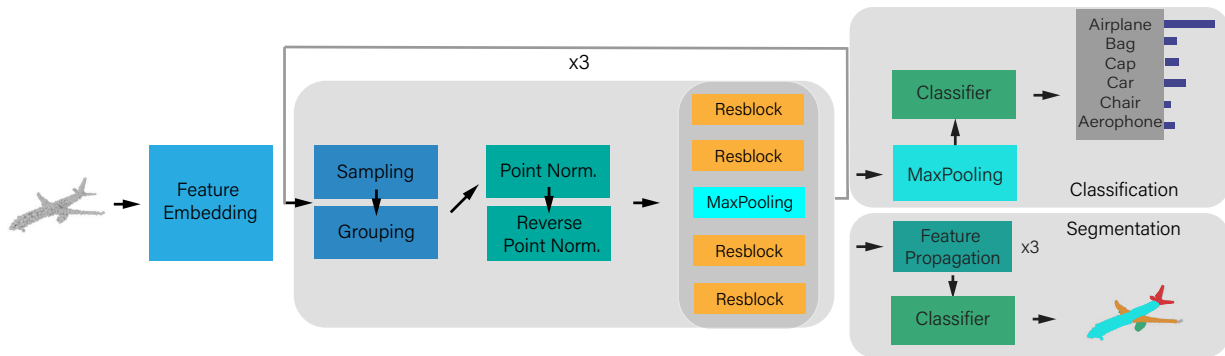 x3
Feature
Embedding
Sampling
Grouping
Point Norm.
Reverse
Point Norm.
Resblock
Resblock
MaxPooling
Resblock
Resblock
Classifier
MaxPooling
Airplane
Bag
Cap
Car
Chair
Aerophone
Classification
Segmentation
Feature
Propagation
x3
Classifier